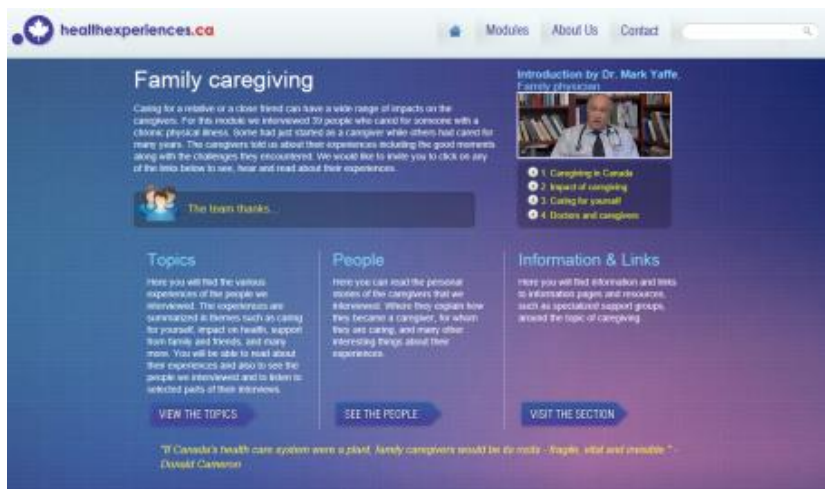 healthexperiences.ca
Modules
About Us
Contact
Family caregiving
Caring for a relative or a close friend can have a wide range of impacts on the
caregivers. For this module we interviewed 39 people who cared for someone with a
chronic physical illness. Some had just started as a caregiver while others had cared for
many years. The caregivers told us about their experiences including the good moments
along with the challenges they encountered. We would like to invite you to click on any
of the links below to see, hear and read about their experiences.
The team thanks...
Introduction by Dr. Mark Yaffe,
Family physician
1. Caregiving in Canada
2. Impact of caregiving
3. Caring for yourself
4. Doctors and caregivers
Topics
Here you will find the various
experiences of the people we
interviewed. The experiences are
summarized in themes such as caring
for yourself, impact on health, support
from family and friends, and many
more. You will be able to read about
their experiences and also to see the
people we interviewed and to listen to
selected parts of their interviews.
VIEW THE TOPICS
People
Here you can read the personal
stories of the caregivers that we
interviewed. Where they explain how
they became a caregiver, for whom
they are caring, and many other
interesting things about their
experiences.
SEE THE PEOPLE
Information & Links
Here you will find information and links
to information pages and resources,
such as specialized support groups,
around the topic of caregiving.
VISIT THE SECTION
"If Canada's health care system were a plant, family caregivers would be its roots - fragile, vital and invisible." -
Donald Cameron